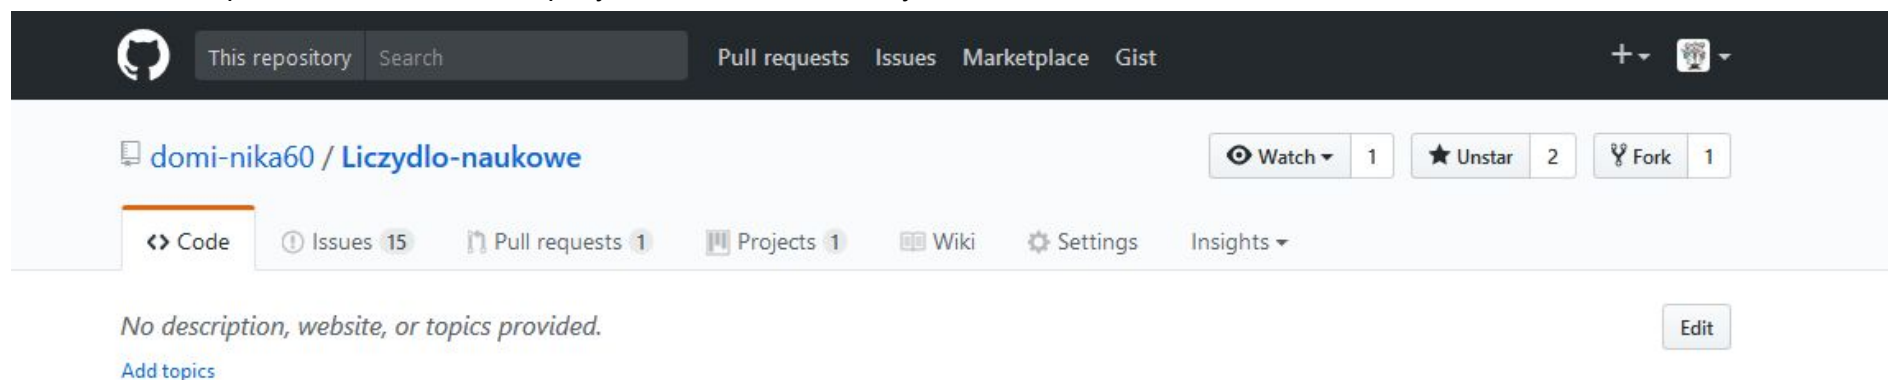 This repository Search Pull requests Issues Marketplace Gist
domi-nika60 / Liczydlo-naukowe Watch 1 Unstar 2 Fork 1
Code Issues 15 Pull requests 1 Projects 1 Wiki Settings Insights
No description, website, or topics provided. Edit
Add topics